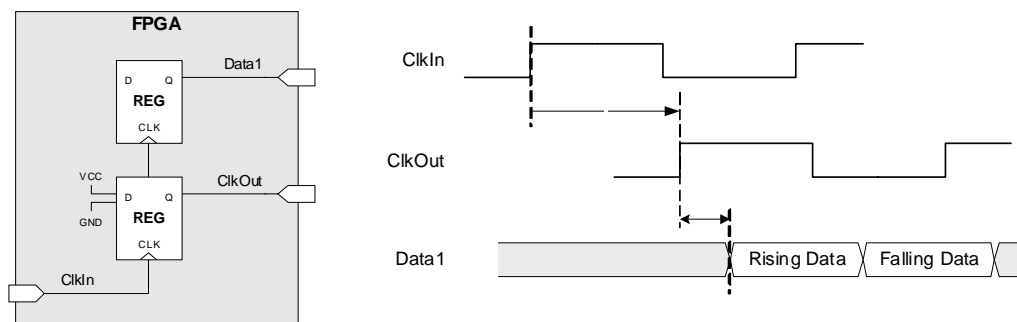 FPGA
Data1
D Q
REG
CLK
VCC
ClkOut
D Q
GND
REG
CLK
ClkIn
ClkIn
ClkOut
Data1
Rising Data
Falling Data